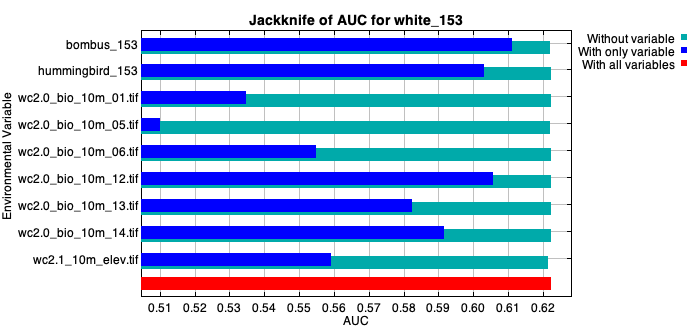 Jackknife of AUC for white_153
Without variable
With only variable
With all variables
Environmental Variable
bombus_153
hummingbird_153
wc2.0_bio_10m_01.tif
wc2.0_bio_10m_05.tif
wc2.0_bio_10m_06.tif
wc2.0_bio_10m_12.tif
wc2.0_bio_10m_13.tif
wc2.0_bio_10m_14.tif
wc2.1_10m_elev.tif
0.51 0.52 0.53 0.54 0.55 0.56 0.57 0.58 0.59 0.60 0.61 0.62
AUC